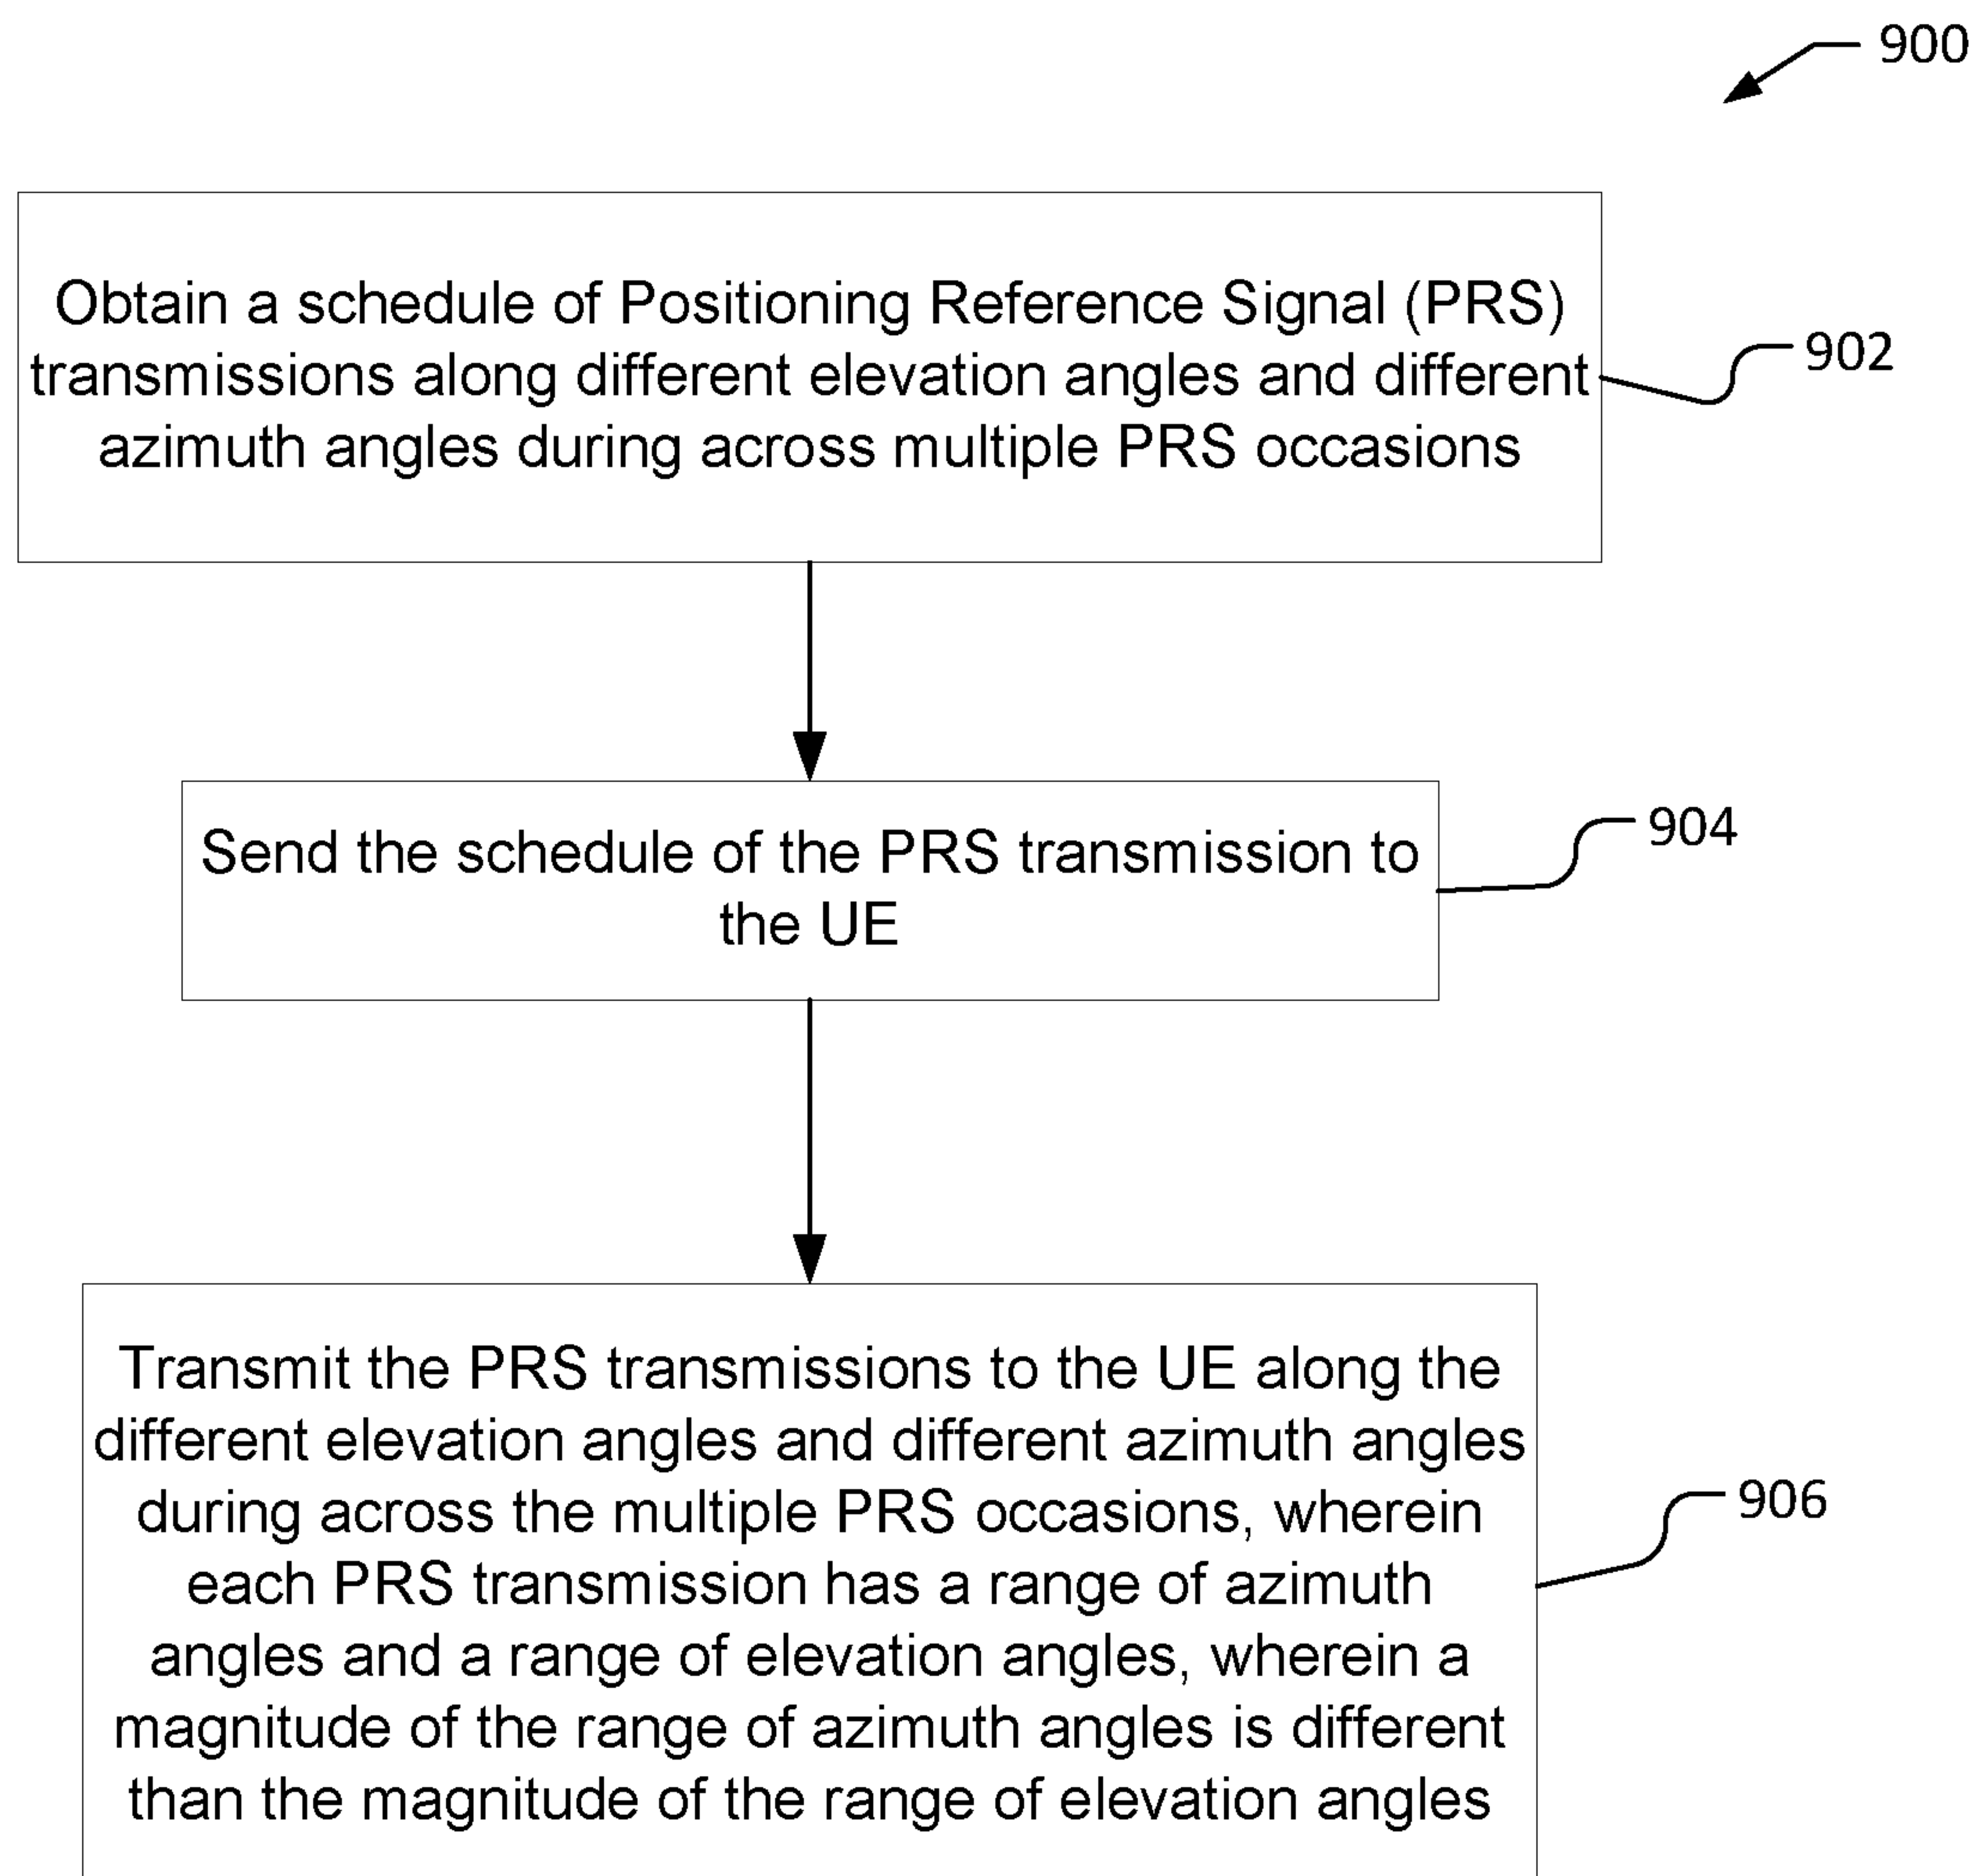 900
Obtain a schedule of Positioning Reference Signal (PRS)
transmissions along different elevation angles and different
azimuth angles during across multiple PRS occasions
902
Send the schedule of the PRS transmission to
the UE
904
Transmit the PRS transmissions to the UE along the
different elevation angles and different azimuth angles
during across the multiple PRS occasions, wherein
each PRS transmission has a range of azimuth
angles and a range of elevation angles, wherein a
magnitude of the range of azimuth angles is different
than the magnitude of the range of elevation angles
906